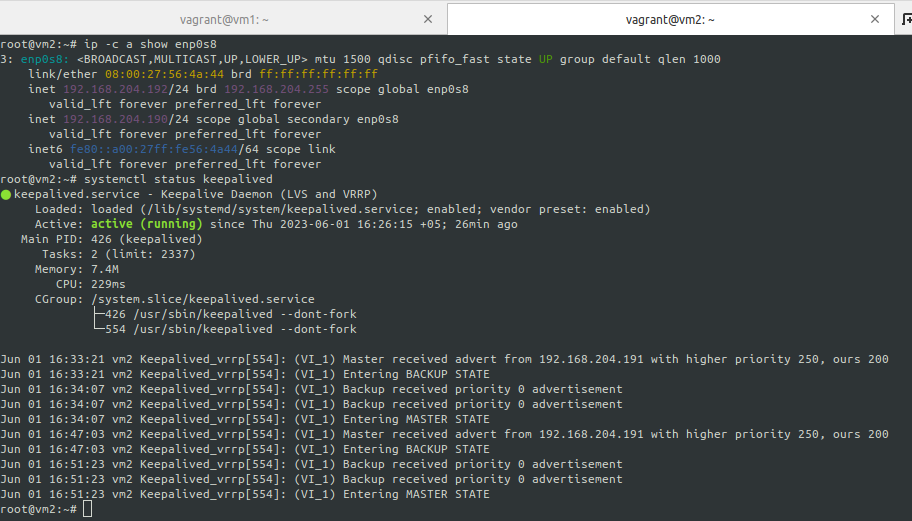 vagrant@vm1: ~ × vagrant@vm2: ~ ×
root@vm2:~# ip -c a show enp0s8
3: enp0s8: <BROADCAST,MULTICAST,UP,LOWER_UP> mtu 1500 qdisc pfifo_fast state UP group default qlen 1000
    link/ether 08:00:27:56:4a:44 brd ff:ff:ff:ff:ff:ff
    inet 192.168.204.192/24 brd 192.168.204.255 scope global enp0s8
       valid_lft forever preferred_lft forever
    inet 192.168.204.190/24 scope global secondary enp0s8
       valid_lft forever preferred_lft forever
    inet6 fe80::a00:27ff:fe56:4a44/64 scope link
       valid_lft forever preferred_lft forever
root@vm2:~# systemctl status keepalived
● keepalived.service - Keepalive Daemon (LVS and VRRP)
     Loaded: loaded (/lib/systemd/system/keepalived.service; enabled; vendor preset: enabled)
     Active: active (running) since Thu 2023-06-01 16:26:15 +05; 26min ago
   Main PID: 426 (keepalived)
      Tasks: 2 (limit: 2337)
     Memory: 7.4M
        CPU: 229ms
     CGroup: /system.slice/keepalived.service
             ├─426 /usr/sbin/keepalived --dont-fork
             └─554 /usr/sbin/keepalived --dont-fork
Jun 01 16:33:21 vm2 Keepalived_vrrp[554]: (VI_1) Master received advert from 192.168.204.191 with higher priority 250, ours 200
Jun 01 16:33:21 vm2 Keepalived_vrrp[554]: (VI_1) Entering BACKUP STATE
Jun 01 16:34:07 vm2 Keepalived_vrrp[554]: (VI_1) Backup received priority 0 advertisement
Jun 01 16:34:07 vm2 Keepalived_vrrp[554]: (VI_1) Backup received priority 0 advertisement
Jun 01 16:34:07 vm2 Keepalived_vrrp[554]: (VI_1) Entering MASTER STATE
Jun 01 16:47:03 vm2 Keepalived_vrrp[554]: (VI_1) Master received advert from 192.168.204.191 with higher priority 250, ours 200
Jun 01 16:47:03 vm2 Keepalived_vrrp[554]: (VI_1) Entering BACKUP STATE
Jun 01 16:51:23 vm2 Keepalived_vrrp[554]: (VI_1) Backup received priority 0 advertisement
Jun 01 16:51:23 vm2 Keepalived_vrrp[554]: (VI_1) Backup received priority 0 advertisement
Jun 01 16:51:23 vm2 Keepalived_vrrp[554]: (VI_1) Entering MASTER STATE
root@vm2:~#